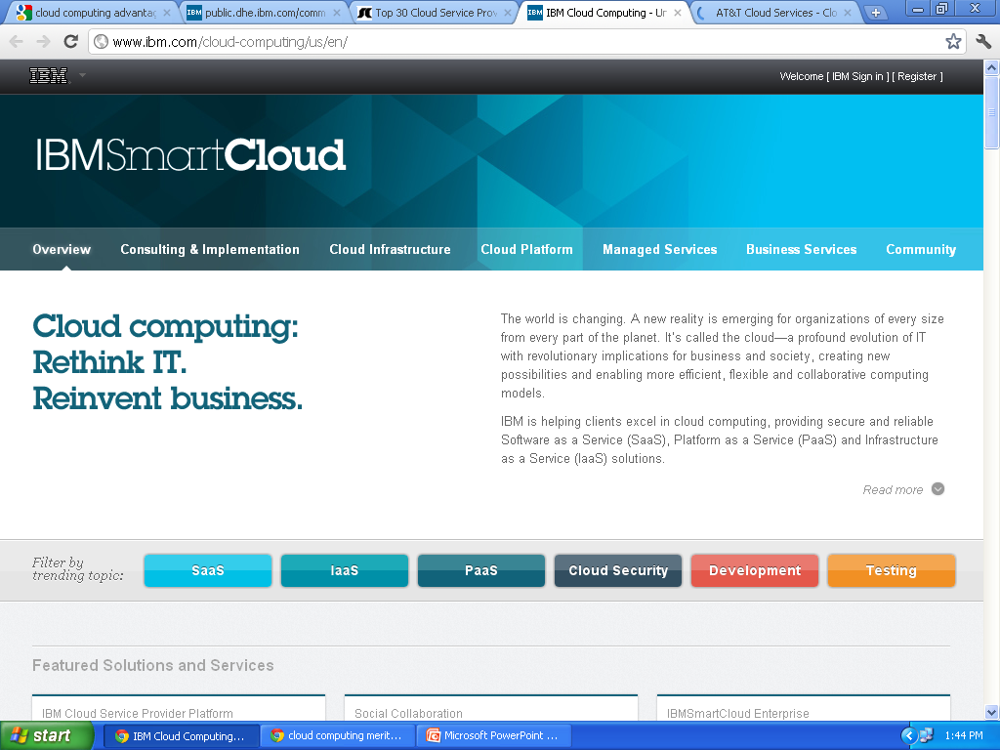 cloud computing advantag
public.dhe.ibm.com/comm
Top 30 Cloud Service Prov
IBM Cloud Computing - Ur
AT&T Cloud Services - Clo
www.ibm.com/cloud-computing/us/en/
IBM
Welcome [ IBM Sign in ] [ Register ]
IBMSmartCloud
Overview Consulting & Implementation Cloud Infrastructure Cloud Platform Managed Services Business Services Community
Cloud computing:
Rethink IT.
Reinvent business.
The world is changing. A new reality is emerging for organizations of every size
from every part of the planet. It's called the cloud—a profound evolution of IT
with revolutionary implications for business and society, creating new
possibilities and enabling more efficient, flexible and collaborative computing
models.
IBM is helping clients excel in cloud computing, providing secure and reliable
Software as a Service (SaaS), Platform as a Service (PaaS) and Infrastructure
as a Service (IaaS) solutions.
Read more
Filter by
trending topic:
SaaS IaaS PaaS Cloud Security Development Testing
Featured Solutions and Services
IBM Cloud Service Provider Platform
Social Collaboration
IBMSmartCloud Enterprise
start
IBM Cloud Computing...
cloud computing merit...
Microsoft PowerPoint ...
1:44 PM